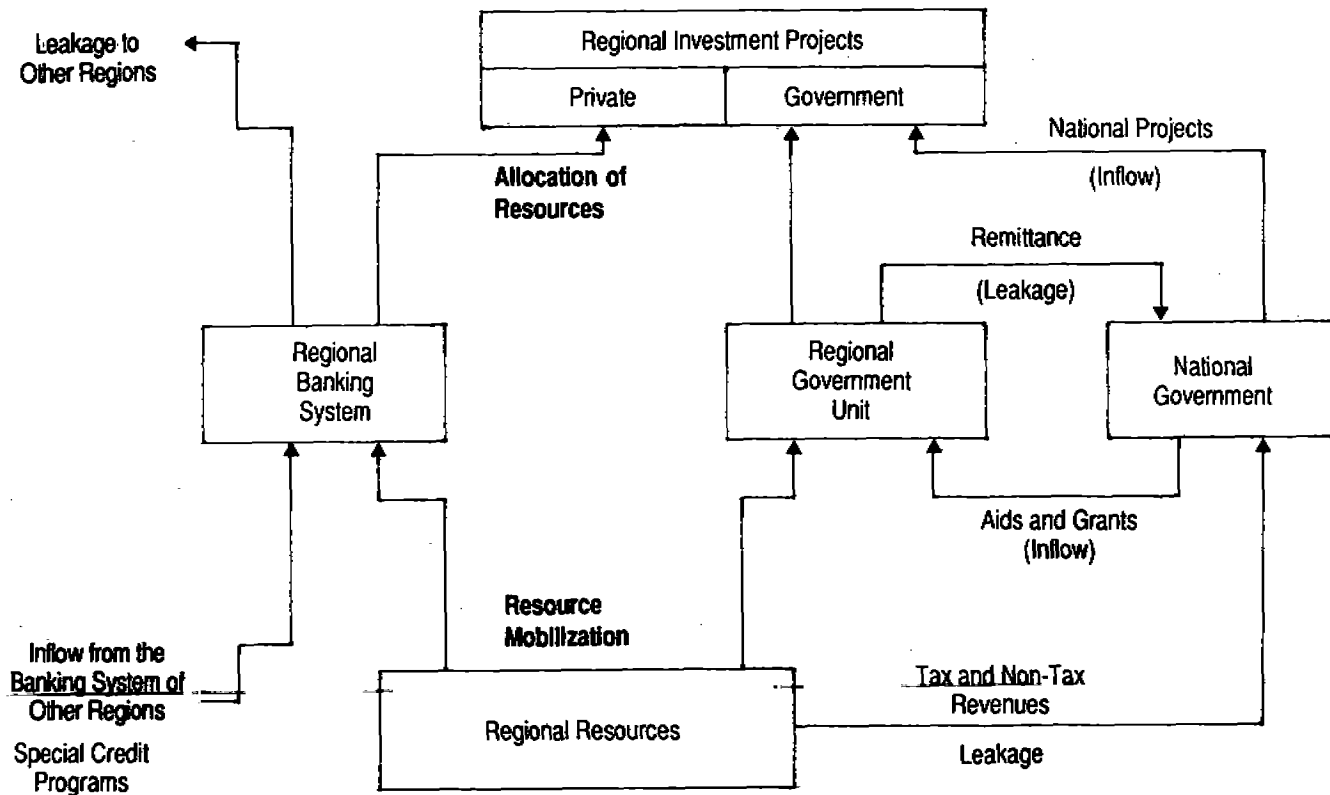 Leakage to
Other Regions
Regional Investment Projects
Private
Government
National Projects
(Inflow)
Allocation of
Resources
Remittance
(Leakage)
Regional
Banking
System
Regional
Government
Unit
National
Government
Aids and Grants
(Inflow)
Resource
Mobilization
Inflow from the
Banking System of
Other Regions
Special Credit
Programs
Regional Resources
Tax and Non-Tax
Revenues
Leakage